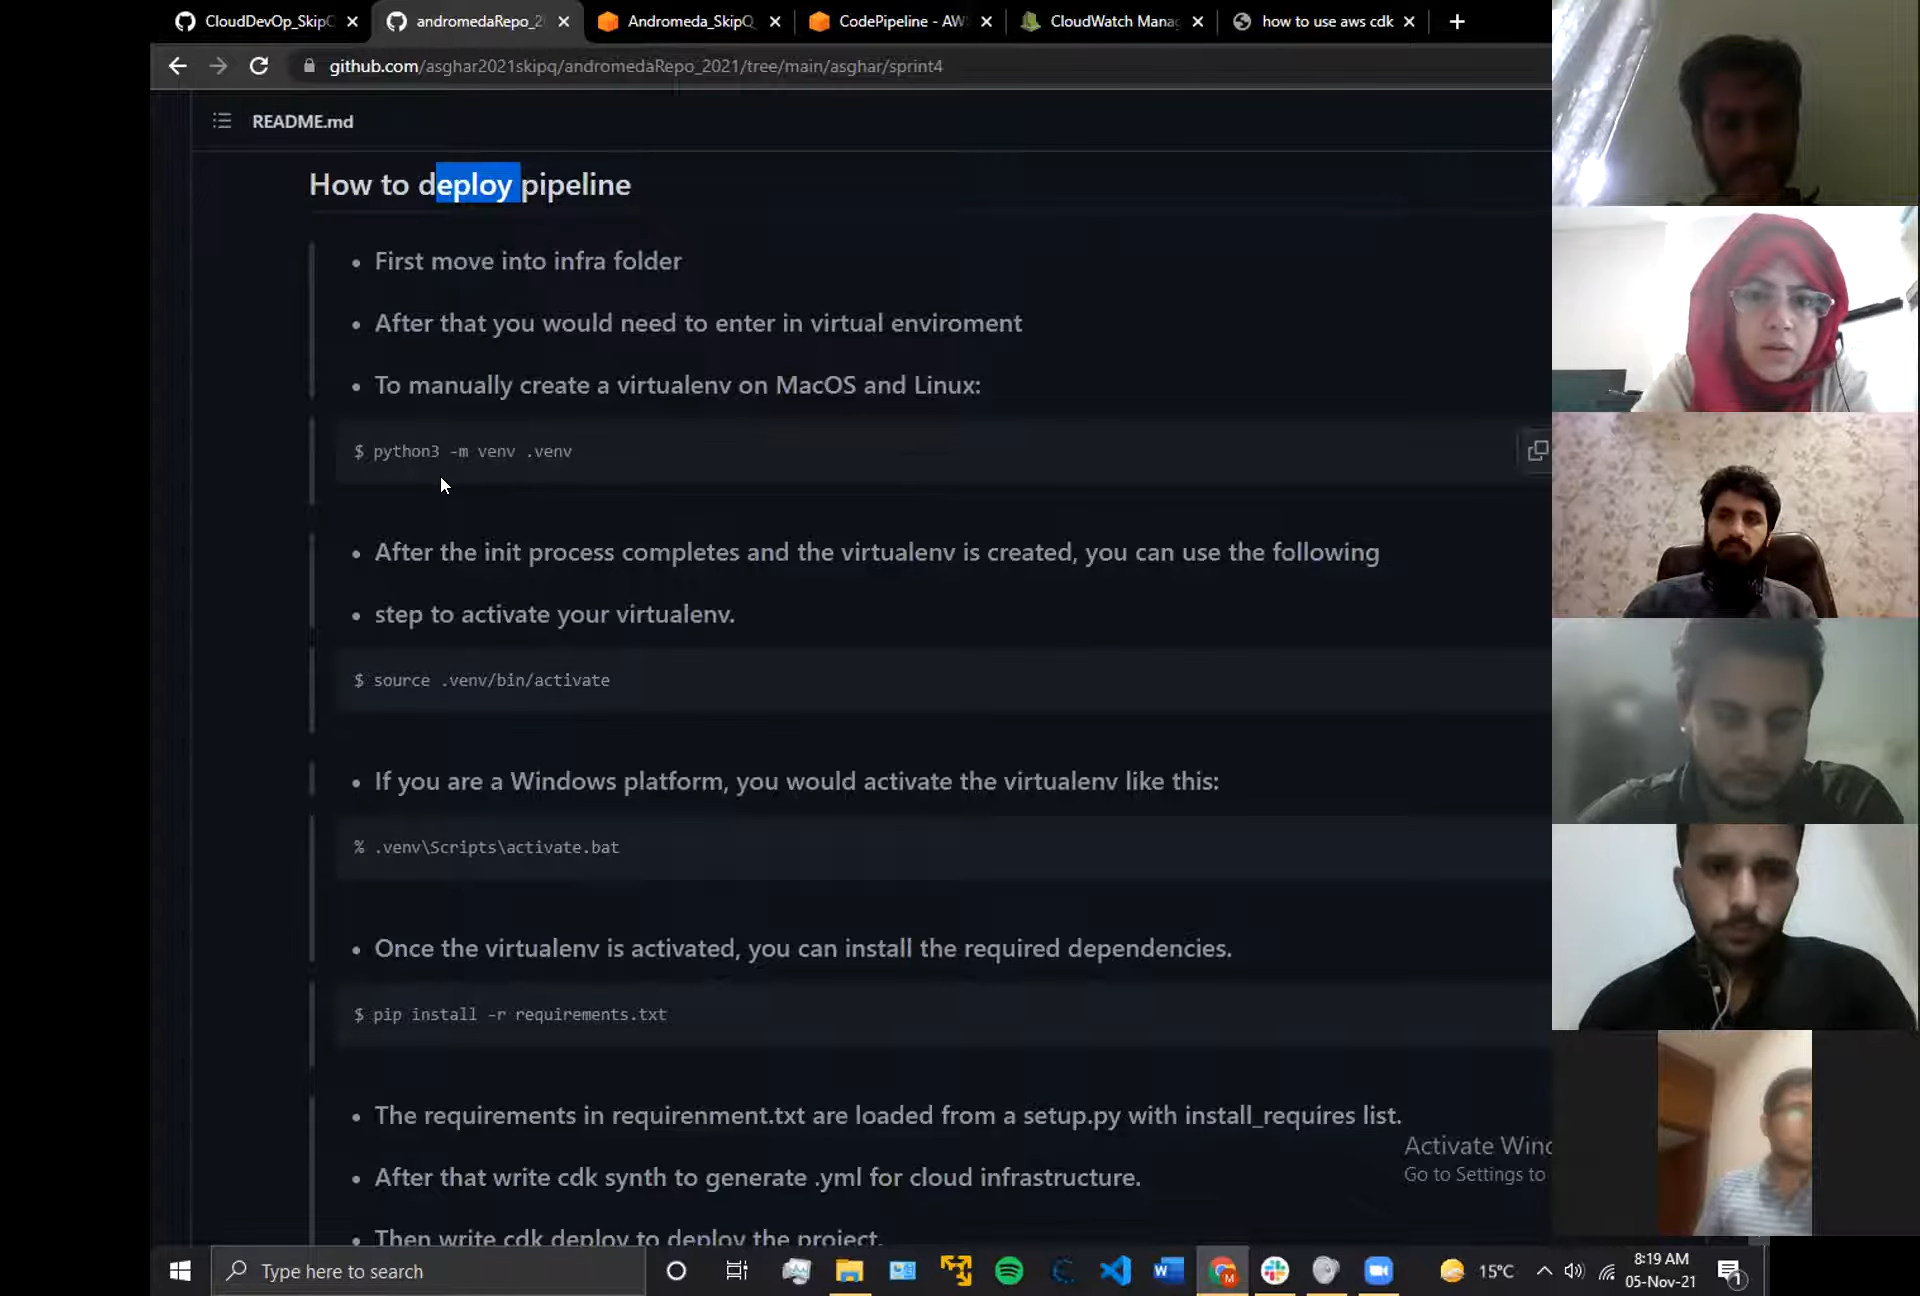 CloudDevOp_SkipC
andromedaRepo_2
Andromeda_SkipQ
CodePipeline - AW
CloudWatch Mana
how to use aws cdk
github.com/asghar2021skipq/andromedaRepo_2021/tree/main/asghar/sprint4
README.md
How to deploy pipeline
• First move into infra folder
• After that you would need to enter in virtual enviroment
• To manually create a virtualenv on MacOS and Linux:
$ python3 -m venv .venv
• After the init process completes and the virtualenv is created, you can use the following
• step to activate your virtualenv.
$ source .venv/bin/activate
• If you are a Windows platform, you would activate the virtualenv like this:
% .venv\Scripts\activate.bat
• Once the virtualenv is activated, you can install the required dependencies.
$ pip install -r requirements.txt
• The requirements in requirenment.txt are loaded from a setup.py with install_requires list.
Activate Winc
Go to Settings to
• After that write cdk synth to generate .yml for cloud infrastructure.
• Then write cdk deploy to deploy the project.
Type here to search
15°C
8:19 AM
05-Nov-21
1